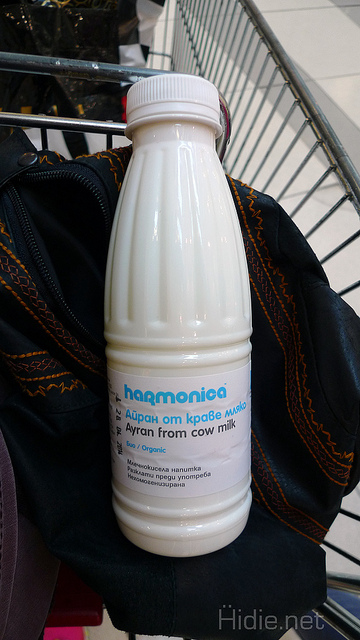 haRmonica
Айран от краве мляко
Ayran from cow milk
Био / Organic
Млечнокисела напитка
Разклати преди употреба
Нехомогенизирана
Hidie.net